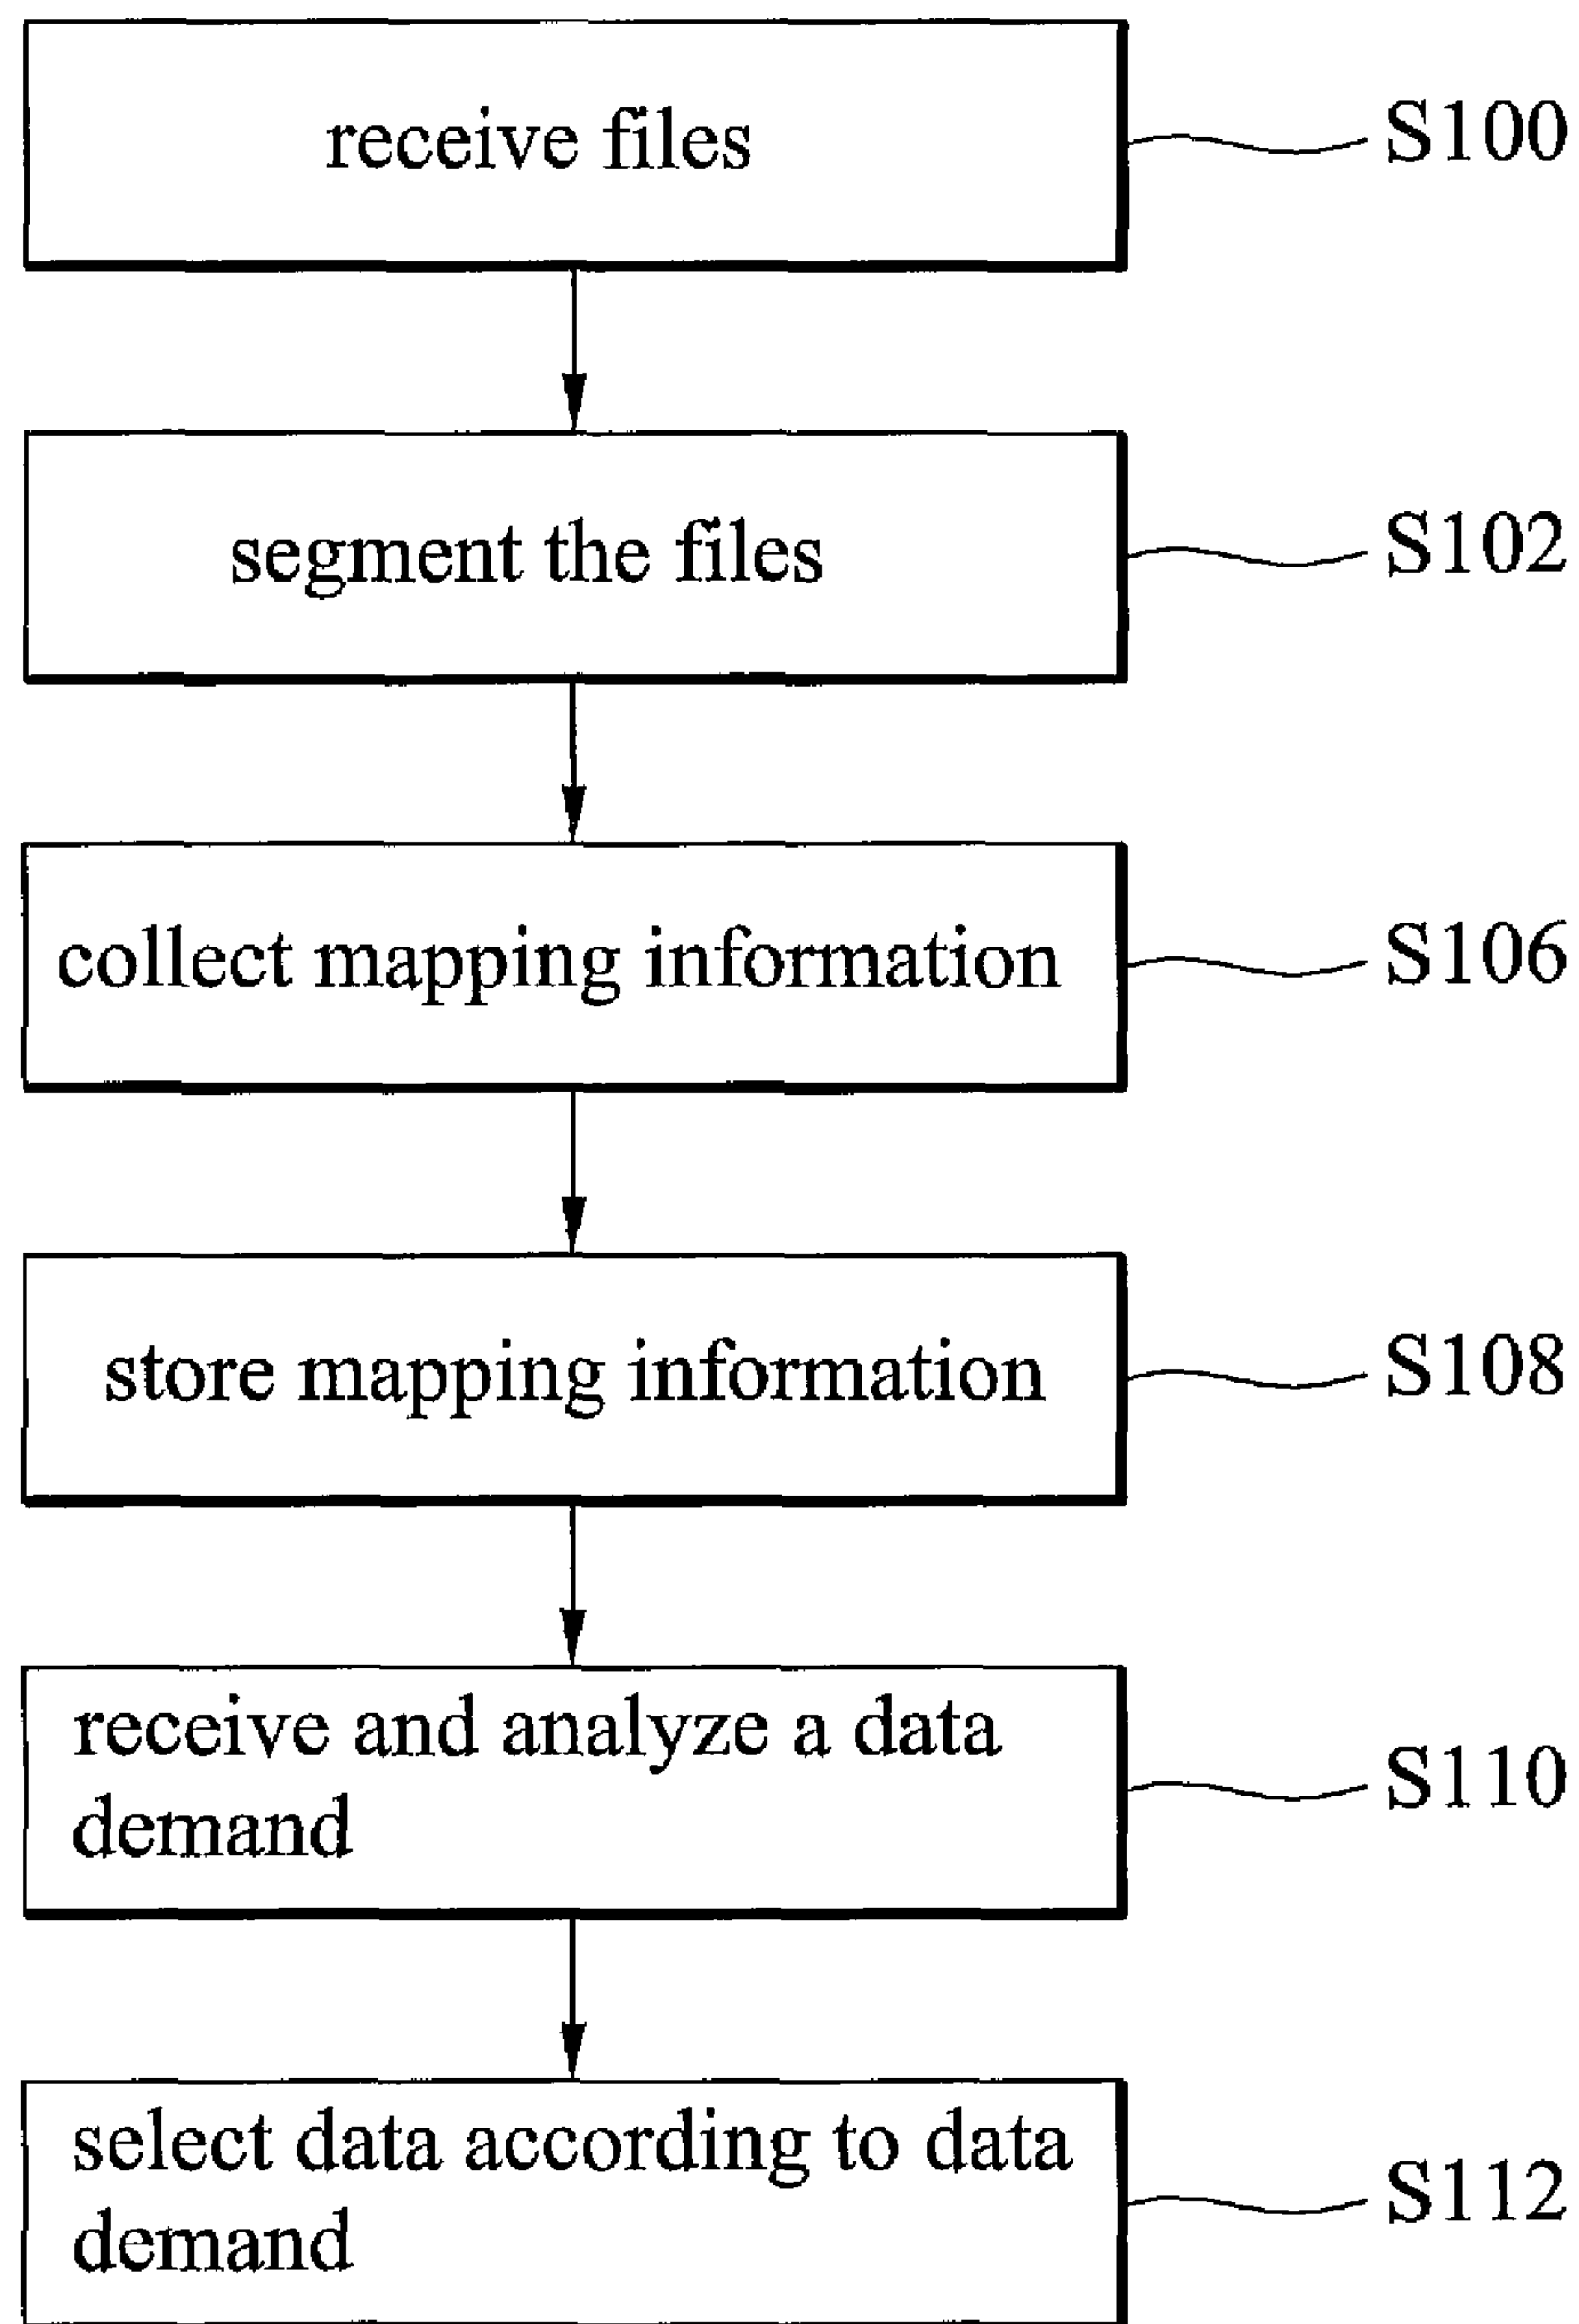 receive files
S100
segment the files
S102
collect mapping information
S106
store mapping information
S108
receive and analyze a data
demand
S110
select data according to data
demand
S112